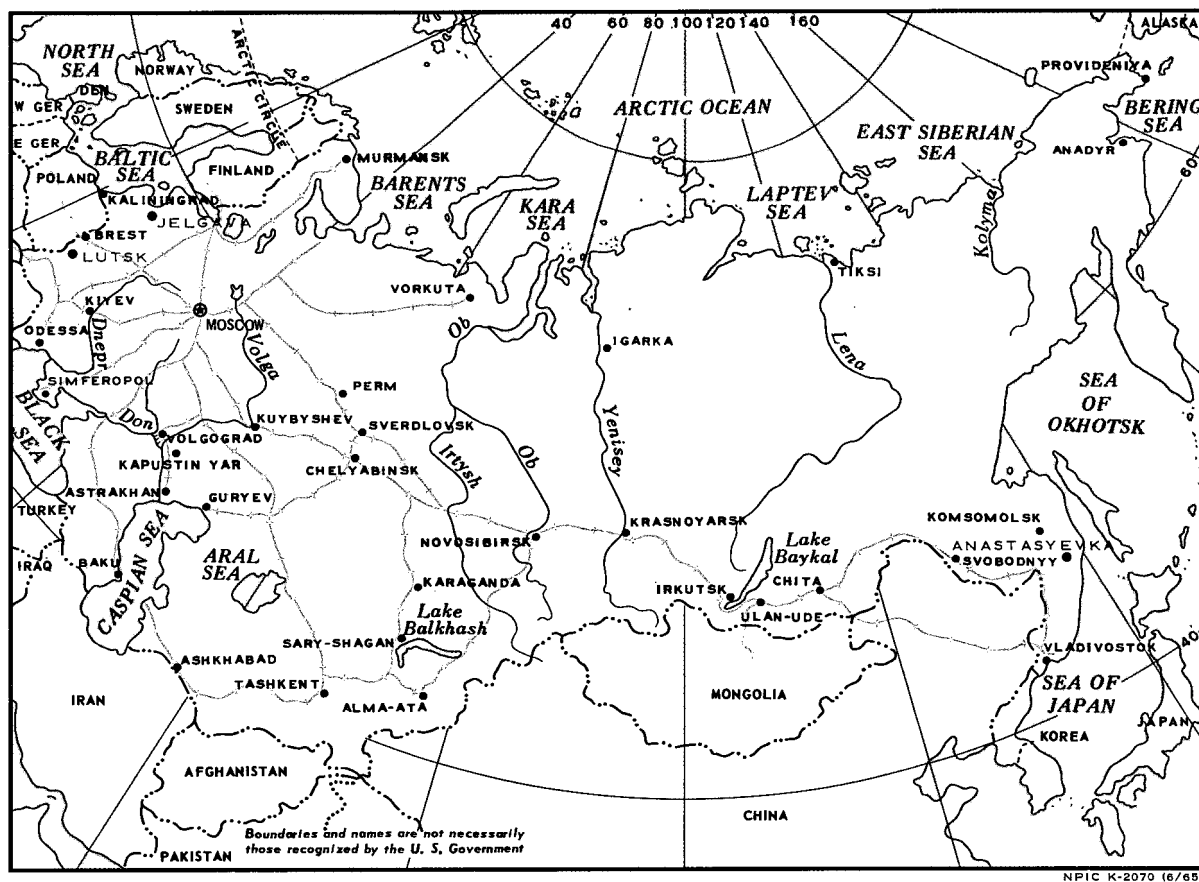 40 60 80 100 120 140 160
ALASKA
NORTH
SEA
NORWAY
ARCTIC CIRCLE
PROVIDENIYA
DEN
W GER
SWEDEN
ARCTIC OCEAN
BERING
SEA
E GER
EAST SIBERIAN
SEA
ANADYR
60
BALTIC
SEA
FINLAND
MURMANSK
POLAND
BARENTS
SEA
LAPTEV
SEA
KALININGRAD
KARA
SEA
JELGAVA
Kolyma
BREST
LUTSK
TIKSI
VORKUTA
KIYEV
MOSCOW
Ob
ODESSA
Dnepr
Volga
IGARKA
Lena
SIMFEROPOL
PERM
SEA
OF
OKHOTSK
BLACK
SEA
Don
KUYBYSHEV
SVERDLOVSK
Yenisey
VOLGOGRAD
Irtysh
Ob
KAPUSTIN YAR
CHELYABINSK
ASTRAKHAN
GURYEV
TURKEY
KRASNOYARSK
KOMSOMOLSK
CASPIAN SEA
NOVOSIBIRSK
Lake
Baykal
ANASTASYEVKA
IRAQ
BAKU
ARAL
SEA
SVOBODNYY
KARAGANDA
IRKUTSK
CHITA
Lake
Balkhash
ULAN-UDE
SARY-SHAGAN
40
ASHKHABAD
VLADIVOSTOK
TASHKENT
SEA OF
JAPAN
IRAN
ALMA-ATA
MONGOLIA
JAPAN
KOREA
AFGHANISTAN
CHINA
Boundaries and names are not necessarily
those recognized by the U. S. Government
PAKISTAN
NPIC K-2070 (6/65